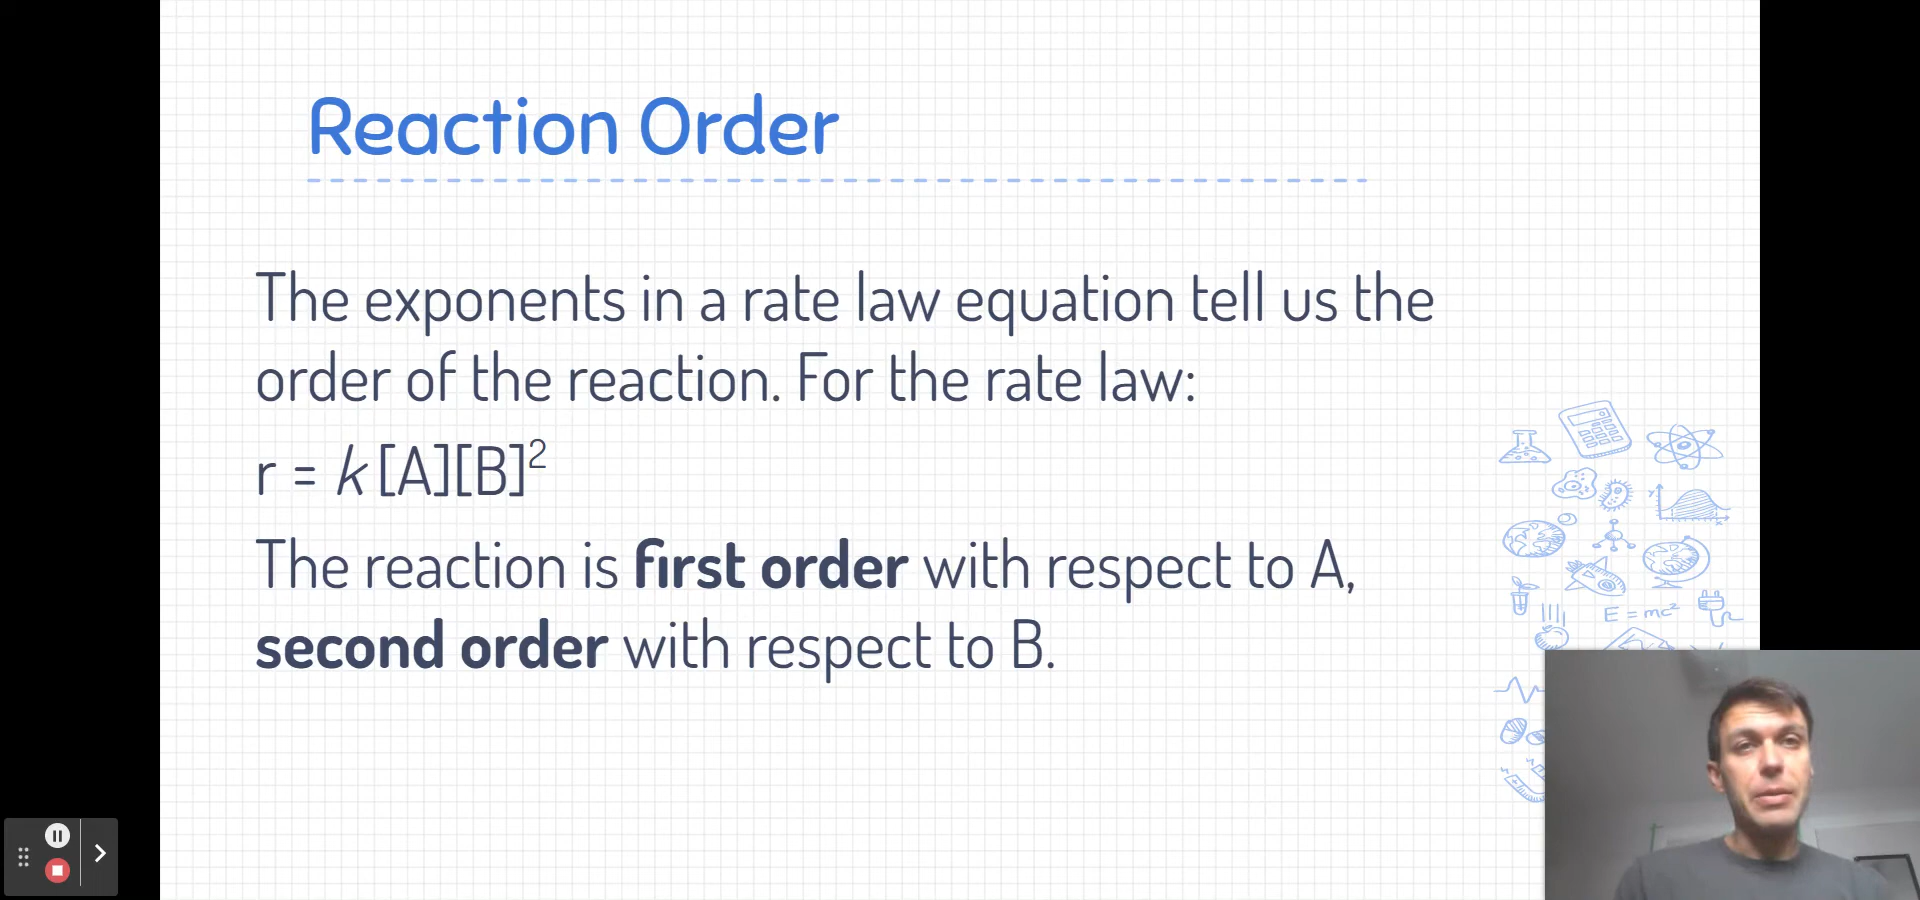 Reaction Order
The exponents in a rate law equation tell us the
order of the reaction. For the rate law:
r = k [A][B]²
The reaction is first order with respect to A,
second order with respect to B.
E = mc²